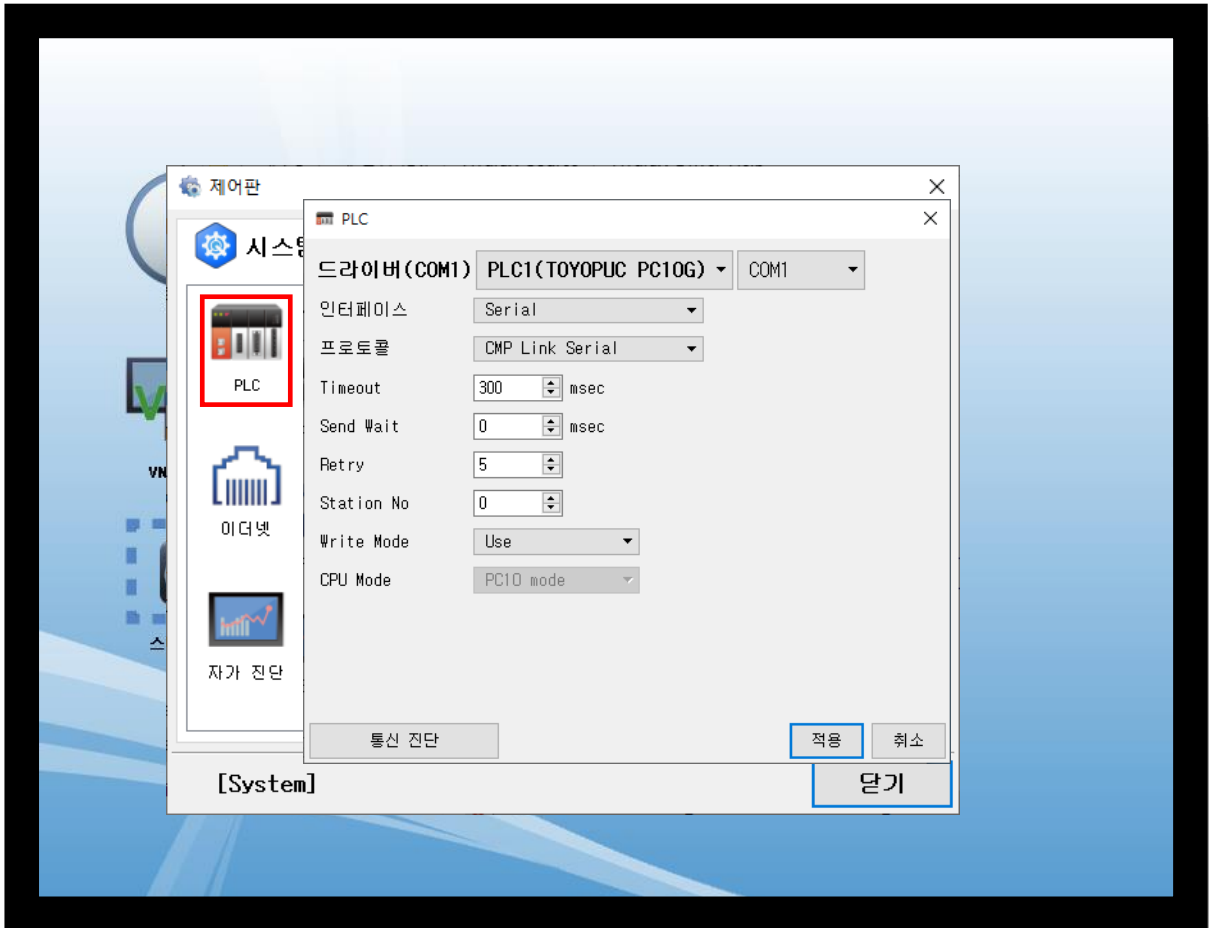 제어판
시스템
PLC
드라이버(COM1) PLC1(TOYOPUC PC10G) COM1
인터페이스 Serial
프로토콜 CMP Link Serial
PLC
Timeout 300 msec
Send Wait 0 msec
Retry 5
Station No 0
이더넷
Write Mode Use
CPU Mode PC10 mode
자가 진단
통신 진단 적용 취소
[System] 닫기